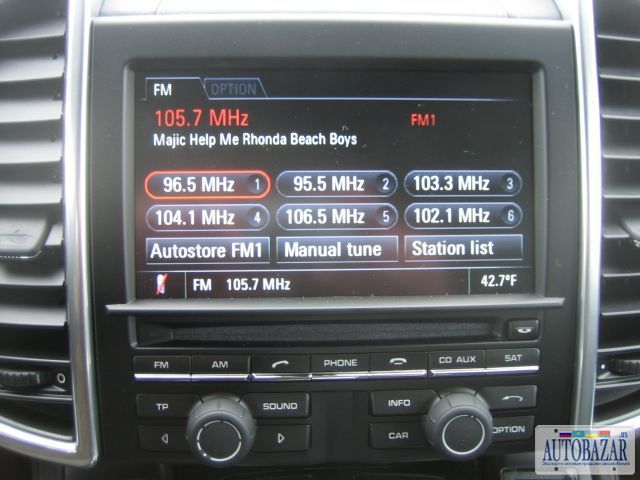 FM OPTION
105.7 MHz FM1
Majic Help Me Rhonda Beach Boys
96.5 MHz 1 95.5 MHz 2 103.3 MHz 3
104.1 MHz 4 106.5 MHz 5 102.1 MHz 6
Autostore FM1 Manual tune Station list
FM 105.7 MHz 42.7°F
FM AM PHONE CD AUX SAT
TP SOUND INFO
CAR OPTION
.US
AUTOBAZAR